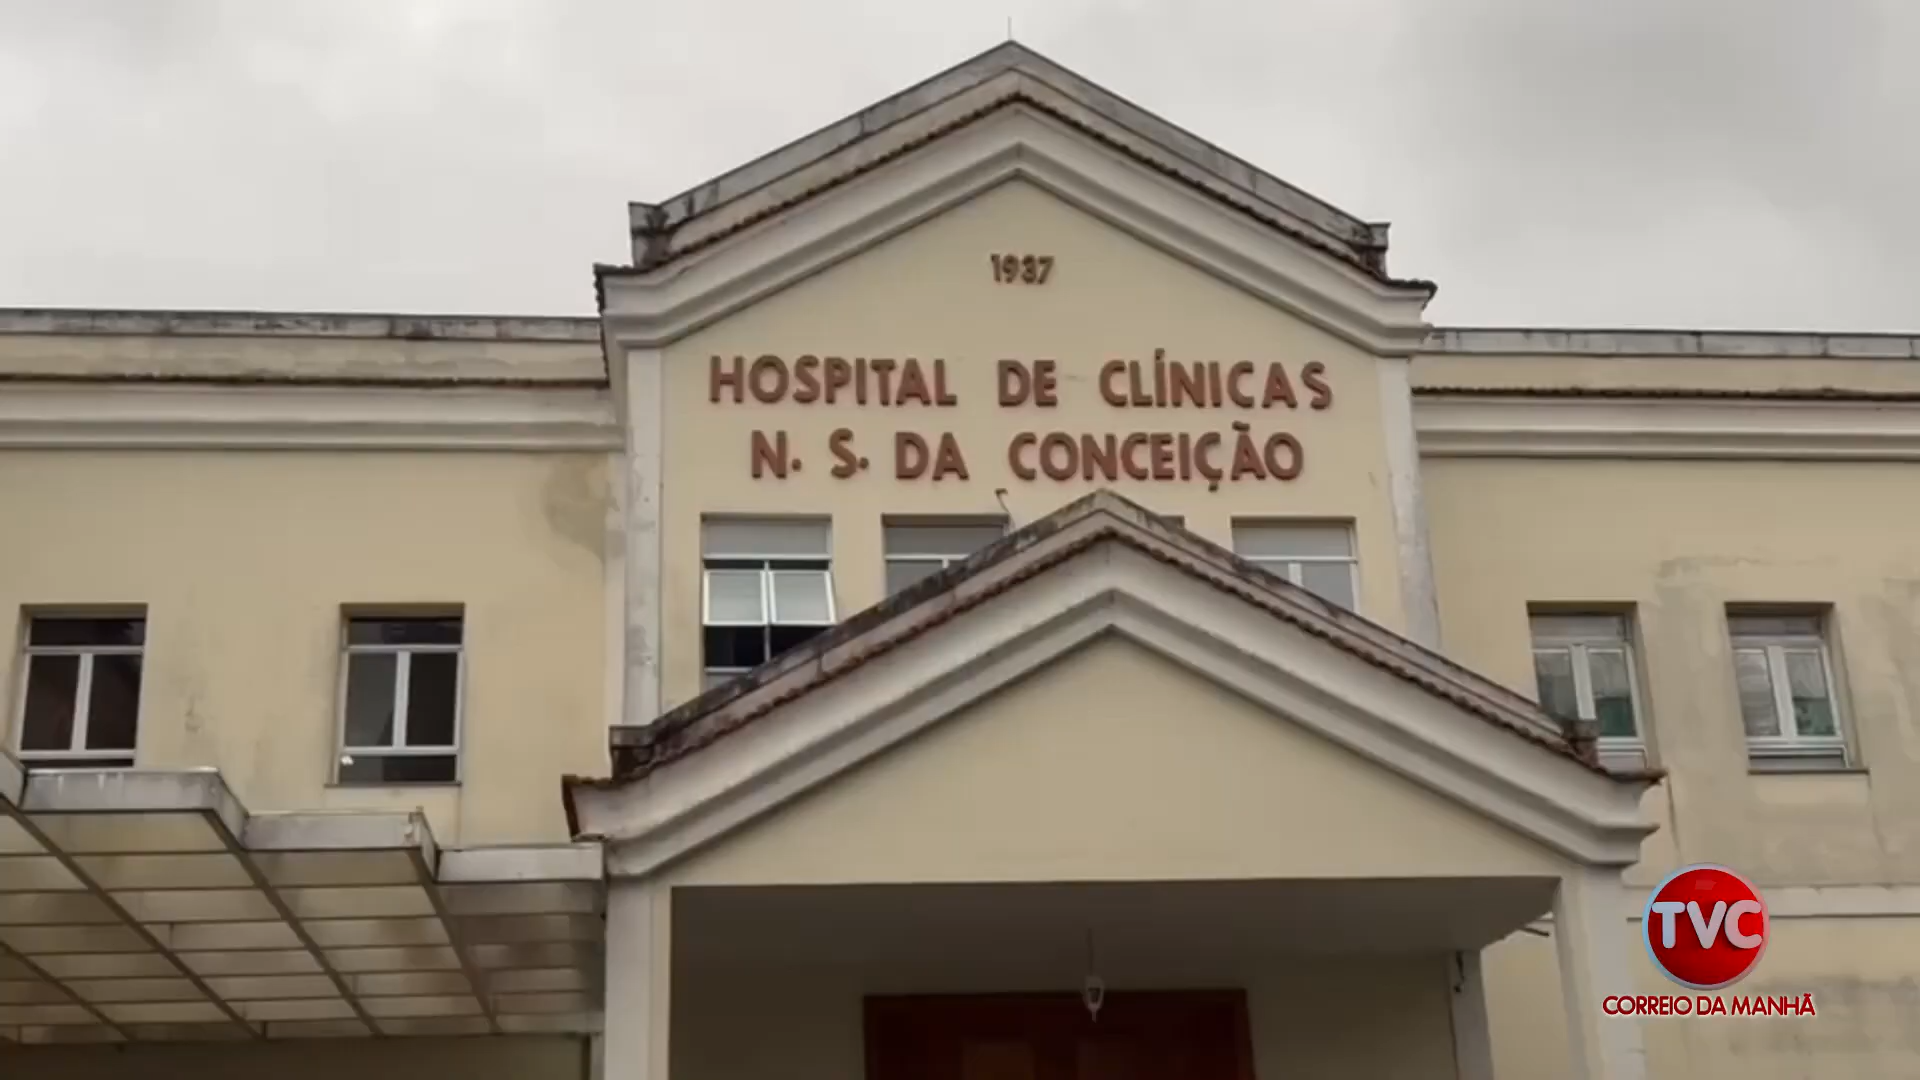 1937
HOSPITAL DE CLÍNICAS
N. S. DA CONCEIÇÃO
TVC
CORREIO DA MANHÃ